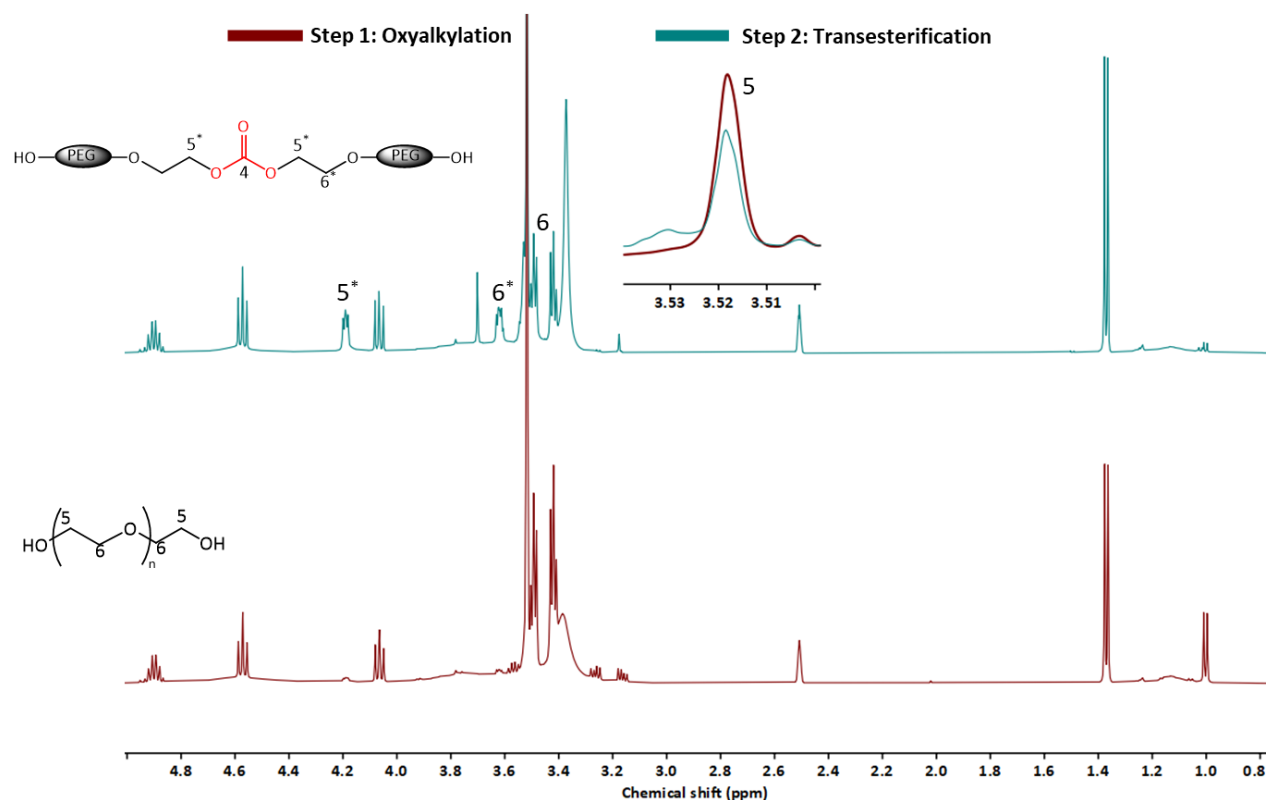 Step 1: Oxyalkylation
Step 2: Transesterification
5
O
5*
5*
HO
PEG
O
O
4
O
O
PEG
OH
6*
6
5*
6*
3.53 3.52 3.51
5
5
HO
O
OH
6
6
n
4.8 4.6 4.4 4.2 4.0 3.8 3.6 3.4 3.2 3.0 2.8 2.6 2.4 2.2 2.0 1.8 1.6 1.4 1.2 1.0 0.8
Chemical shift (ppm)